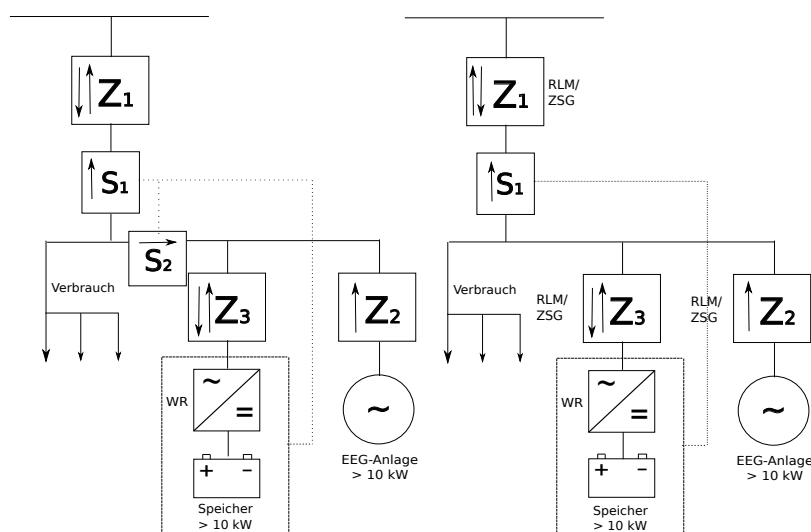 Z1
S1
S2
Verbrauch
Z3
Z2
WR
~
=
+ -
~
Speicher
> 10 kW
EEG-Anlage
> 10 kW
Z1
RLM/
ZSG
S1
Verbrauch
RLM/
ZSG
Z3
RLM/
ZSG
Z2
WR
~
=
+ -
~
Speicher
> 10 kW
EEG-Anlage
> 10 kW